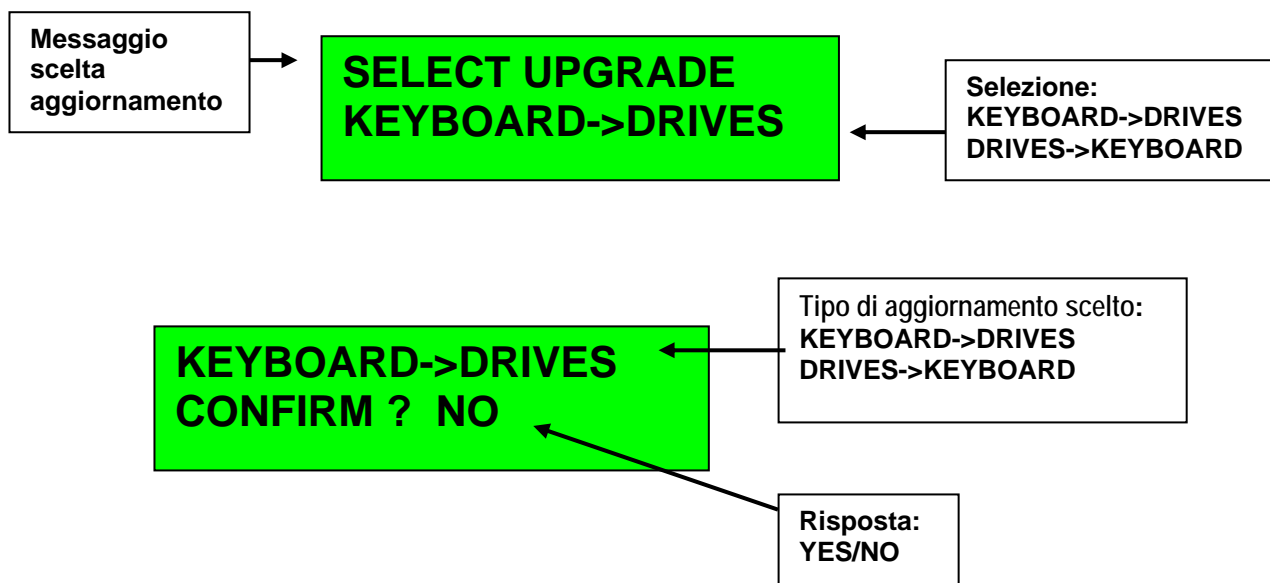 Messaggio
scelta
aggiornamento
SELECT UPGRADE
KEYBOARD->DRIVES
Selezione:
KEYBOARD->DRIVES
DRIVES->KEYBOARD
KEYBOARD->DRIVES
CONFIRM ? NO
Tipo di aggiornamento scelto:
KEYBOARD->DRIVES
DRIVES->KEYBOARD
Risposta:
YES/NO